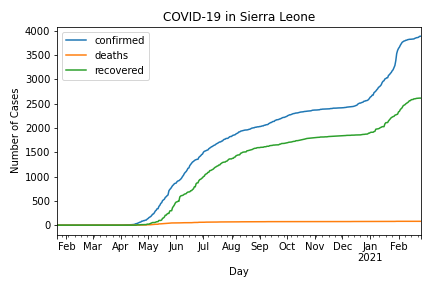 COVID-19 in Sierra Leone
confirmed
deaths
recovered
Number of Cases
4000
3500
3000
2500
2000
1500
1000
500
0
Feb Mar Apr May Jun Jul Aug Sep Oct Nov Dec Jan Feb
2021
Day